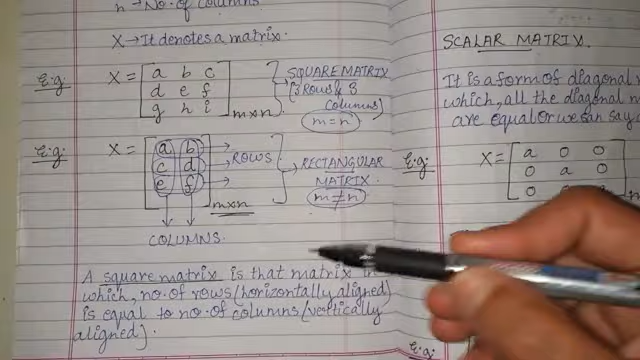 n → No. of columns
X → It denotes a matrix.
E.g:
X =
a b c
d e f
g h i
m×n
SQUARE MATRIX
[3 Rows & 3
columns]
m = n
E.g:
X =
a b
c d
e f
m×n
→ ROWS
COLUMNS.
RECTANGULAR
MATRIX.
m ≠ n
A square matrix is that matrix in
which, no. of rows (horizontally aligned)
is equal to no. of columns (vertically
aligned).
SCALAR MATRIX.
It is a form of diagonal
which, all the diagonal
are equal or we can say
E.g:
X =
a 0 0
0 a 0
0
E.g: